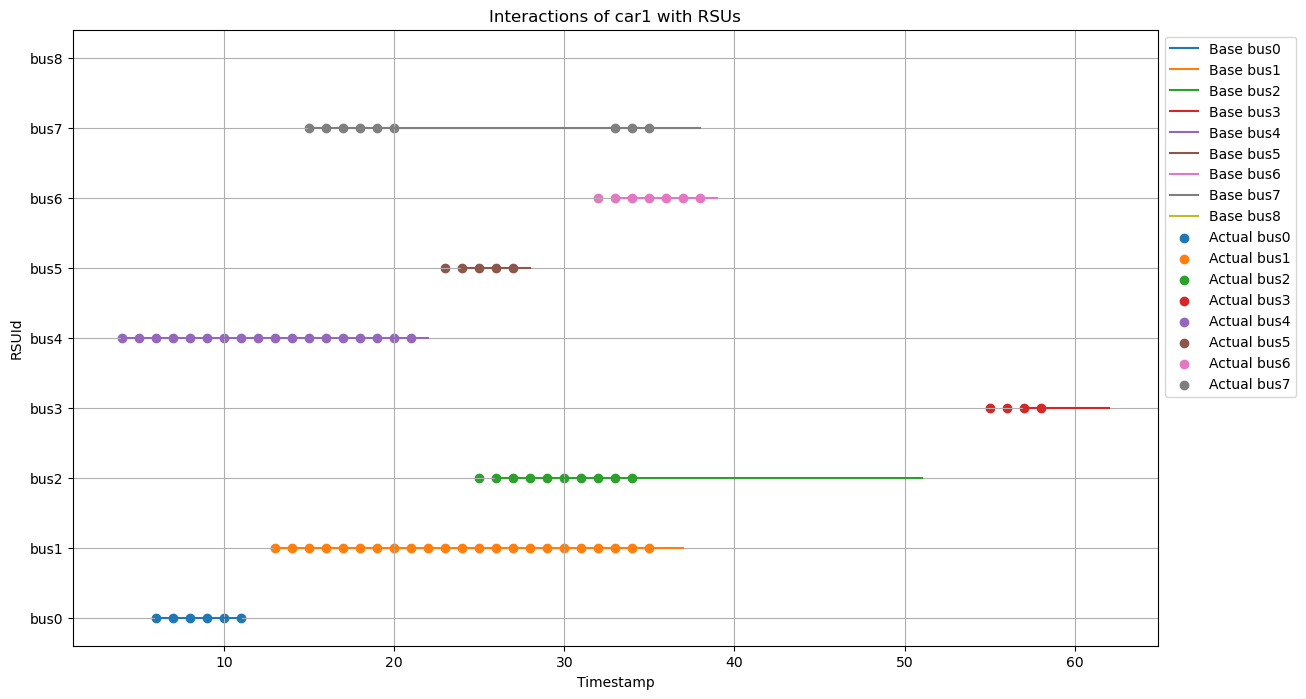 Interactions of car1 with RSUs
bus8
bus7
bus6
bus5
bus4
bus3
bus2
bus1
bus0
RSUId
10 20 30 40 50 60
Timestamp
Base bus0
Base bus1
Base bus2
Base bus3
Base bus4
Base bus5
Base bus6
Base bus7
Base bus8
Actual bus0
Actual bus1
Actual bus2
Actual bus3
Actual bus4
Actual bus5
Actual bus6
Actual bus7